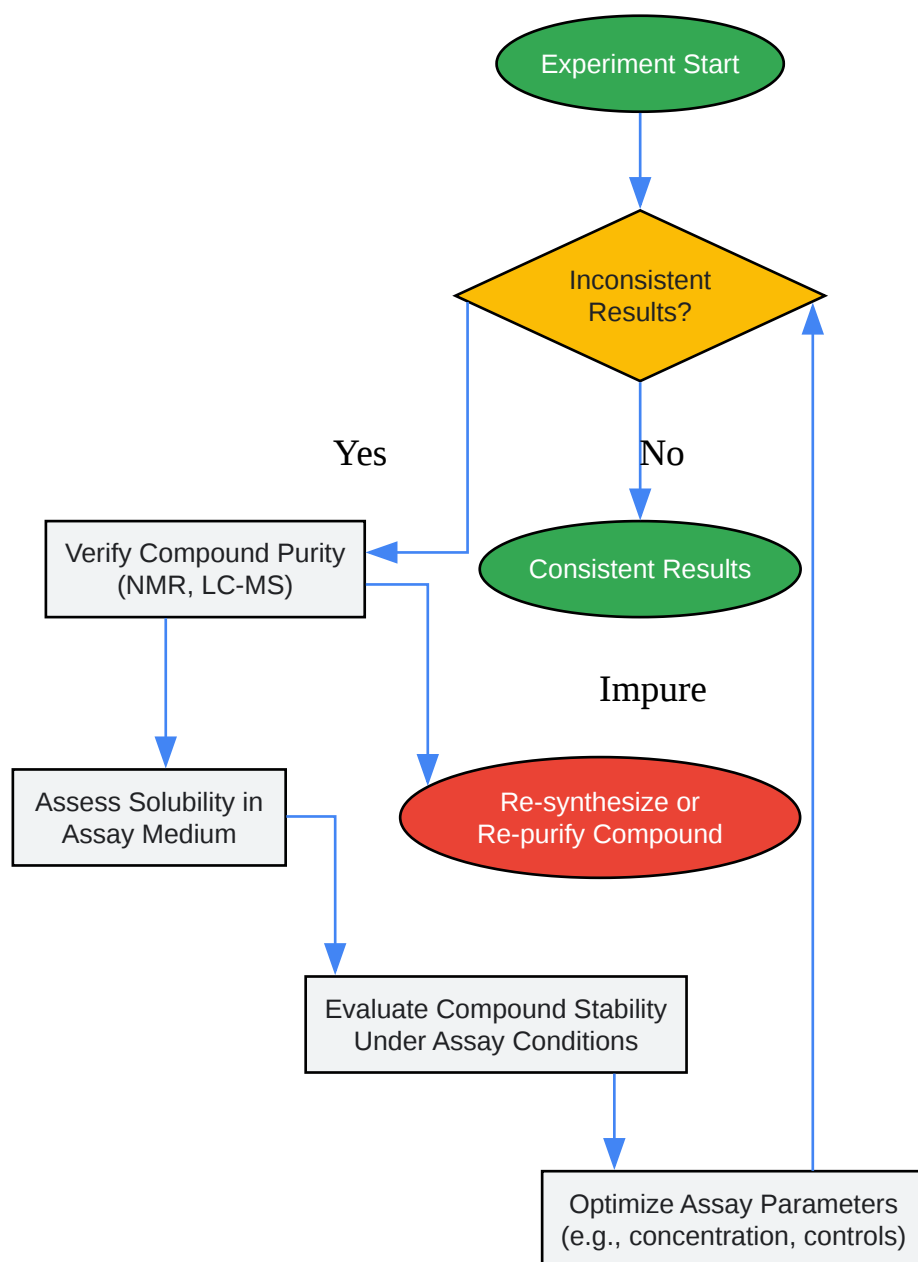 Experiment Start
Inconsistent
Results?
Yes
No
Verify Compound Purity
(NMR, LC-MS)
Consistent Results
Impure
Assess Solubility in
Assay Medium
Re-synthesize or
Re-purify Compound
Evaluate Compound Stability
Under Assay Conditions
Optimize Assay Parameters
(e.g., concentration, controls)